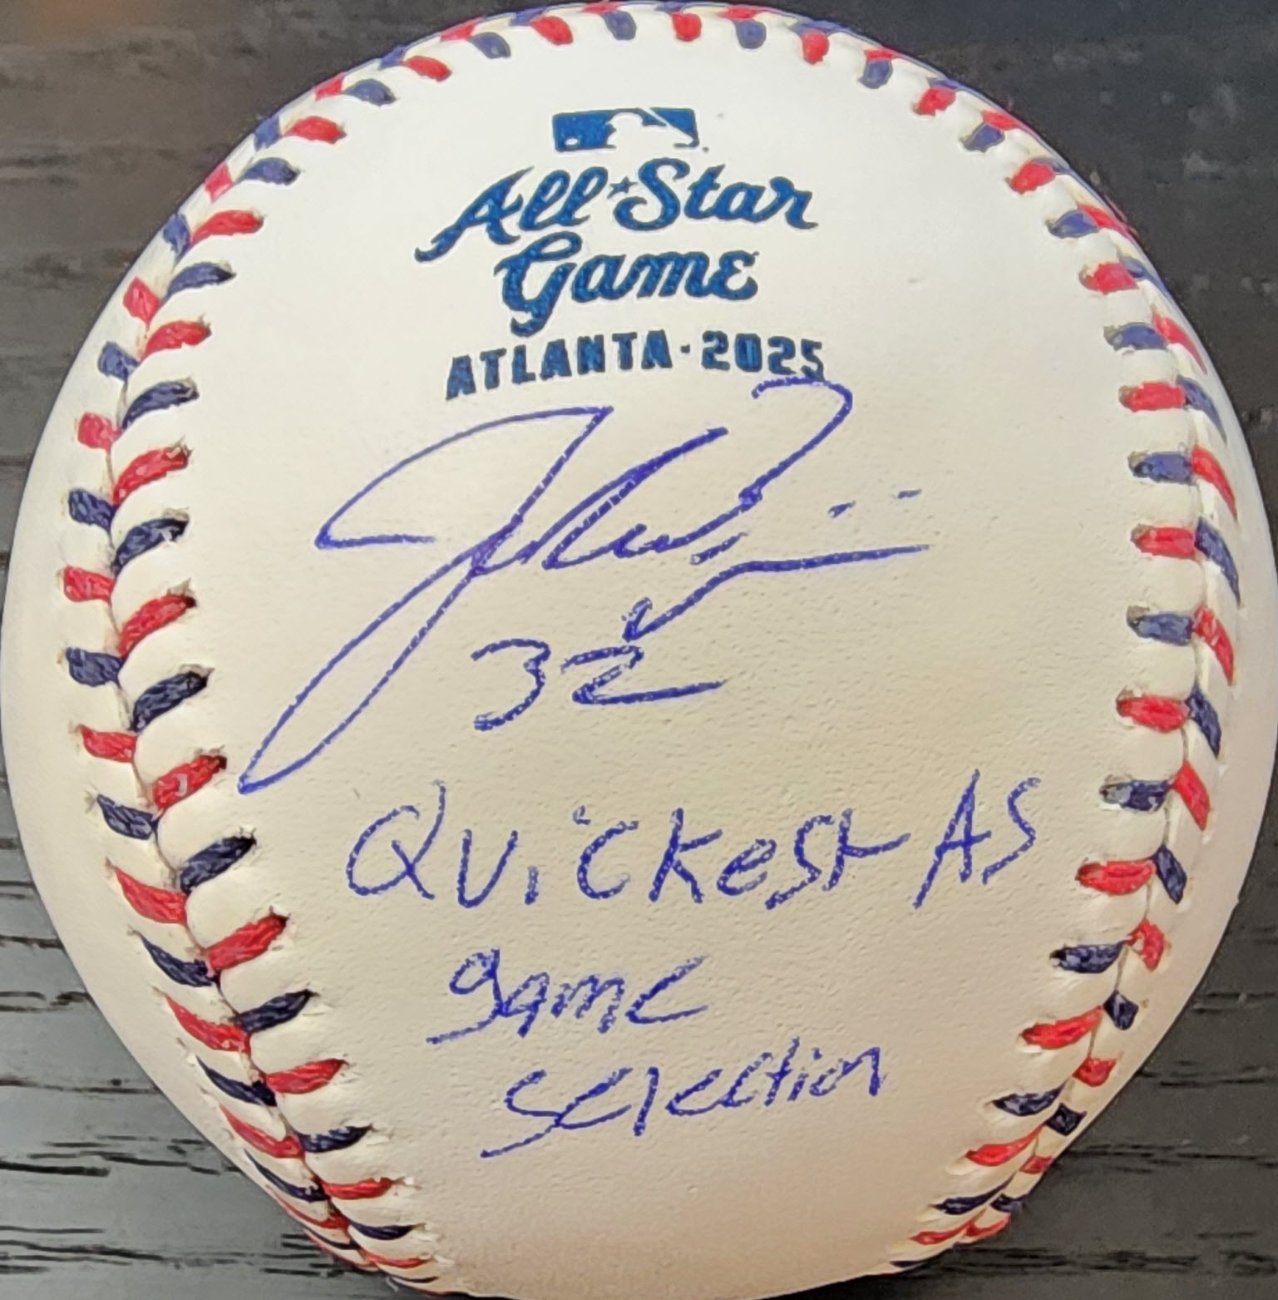 All★Star
Game
ATLANTA·2025
32
Quickest AS
game
selection